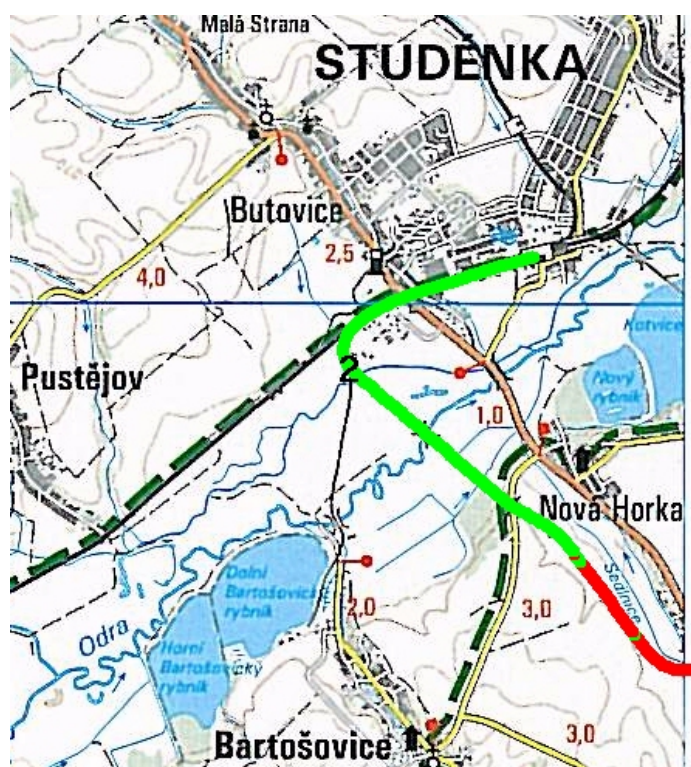 Malá Strana
STUDÉNKA
Butovice
2,5
4,0
Kotvice
Pustějov
2
Nový
rybník
1,0
Nová Horka
Sedlnice
Dolní
Bartošovický
rybník
2,0
3,0
Odra
Horní
Bartošovický
rybník
3,0
Bartošovice